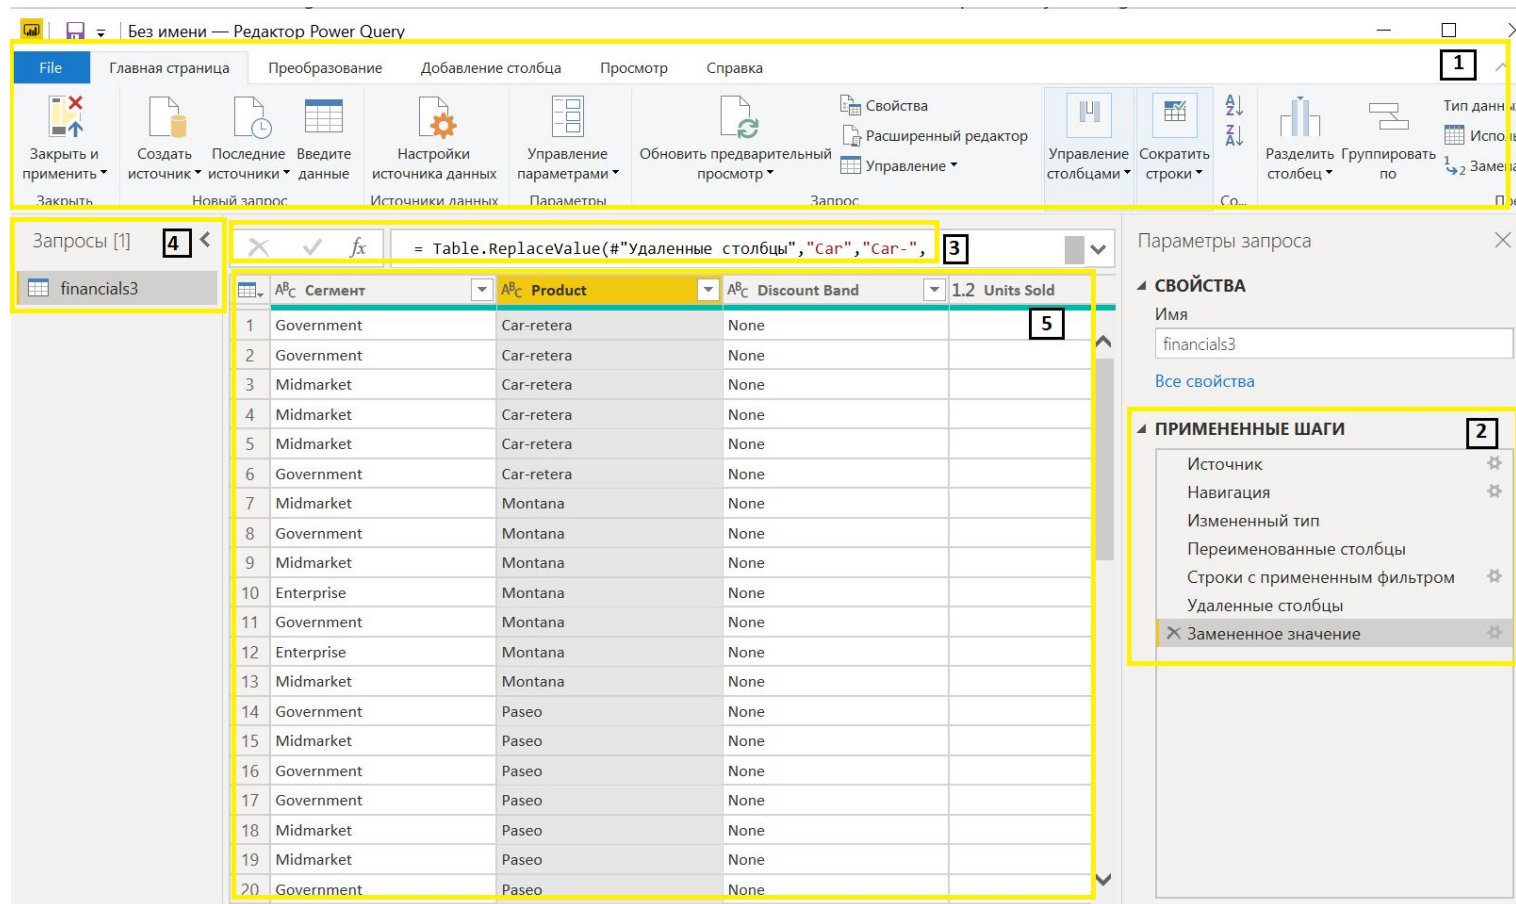 Без имени — Редактор Power Query
File Главная страница Преобразование Добавление столбца Просмотр Справка 1
Закрыть и применить
Создать источник
Последние источники
Введите данные
Настройки источника данных
Управление параметрами
Обновить предварительный просмотр
Свойства
Расширенный редактор
Управление
Управление столбцами
Сократить строки
Разделить столбец
Группировать по
Тип данны
Исполь
Замена
Закрыть Новый запрос Источники данных Параметры Запрос Со...
Запросы [1] 4
financials3
fx = Table.ReplaceValue(#"Удаленные столбцы","Car","Car-", 3
ABC Сегмент ABC Product ABC Discount Band 1.2 Units Sold
5
1 Government Car-retera None
2 Government Car-retera None
3 Midmarket Car-retera None
4 Midmarket Car-retera None
5 Midmarket Car-retera None
6 Government Car-retera None
7 Midmarket Montana None
8 Government Montana None
9 Midmarket Montana None
10 Enterprise Montana None
11 Government Montana None
12 Enterprise Montana None
13 Midmarket Montana None
14 Government Paseo None
15 Midmarket Paseo None
16 Government Paseo None
17 Government Paseo None
18 Midmarket Paseo None
19 Midmarket Paseo None
20 Government Paseo None
Параметры запроса
СВОЙСТВА
Имя
financials3
Все свойства
ПРИМЕНЕННЫЕ ШАГИ 2
Источник
Навигация
Измененный тип
Переименованные столбцы
Строки с примененным фильтром
Удаленные столбцы
Замененное значение